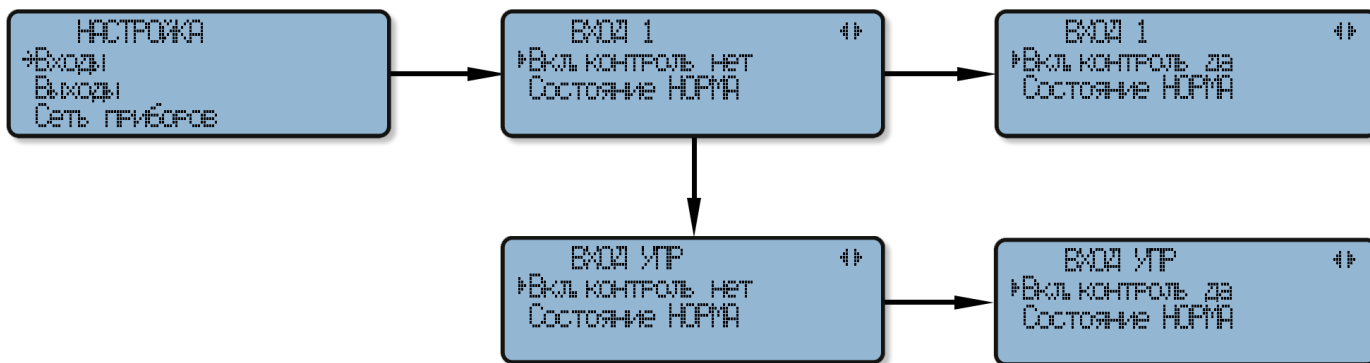 НАСТРОЙКА
Входы
Выходы
Сеть приборов
ВХОД 1
Вкл. контроль нет
Состояние НОРМА
ВХОД 1
Вкл. контроль да
Состояние НОРМА
ВХОД УПР
Вкл. контроль нет
Состояние НОРМА
ВХОД УПР
Вкл. контроль да
Состояние НОРМА